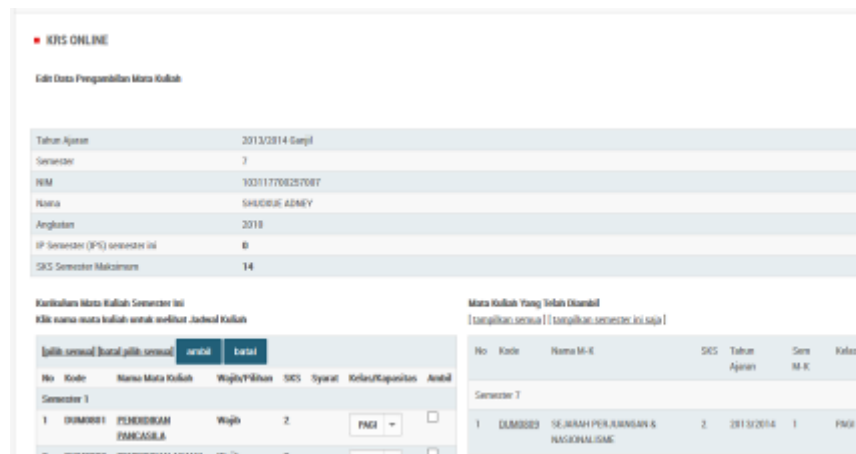 KRS ONLINE
Edit Data Pengambilan Mata Kuliah
Tahun Ajaran 2013/2014 Ganjil
Semester 7
NIM
Nama ADNEY
Angkatan 2010
IP Semester (IPS) semester ini 0
SKS Semester Maksimum 14
Kurikulum Mata Kuliah Semester Ini
Klik nama mata kuliah untuk melihat Jadwal Kuliah
[pilih semua] [batal pilih semua] ambil batal
No Kode Nama Mata Kuliah Wajib/Pilihan SKS Syarat Kelas/Kapasitas Ambil
Semester 1
1 DUM0801 PENDIDIKAN Wajib 2 PAGI
PANCASILA
Mata Kuliah Yang Telah Diambil
[ tampilkan semua ] [ tampilkan semester ini saja ]
No Kode Nama M-K SKS Tahun Sem Kelas
Ajaran M-K
Semester 7
1 DUM0809 SEJARAH PERJUANGAN & 2 2013/2014 1 PAGI
NASIONALISME